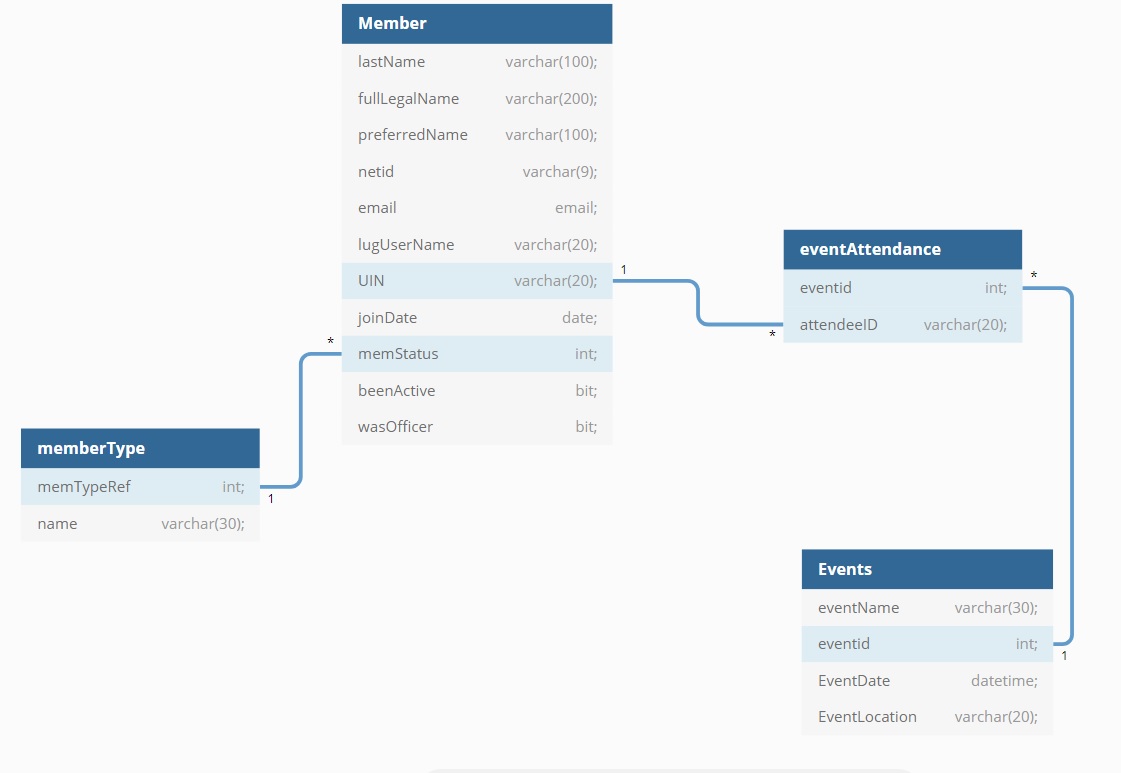 Member
lastName varchar(100);
fullLegalName varchar(200);
preferredName varchar(100);
netid varchar(9);
email email;
lugUserName varchar(20);
UIN varchar(20);
joinDate date;
memStatus int;
beenActive bit;
wasOfficer bit;
1
*
*
1
memberType
memTypeRef int;
name varchar(30);
eventAttendance
eventid int;
attendeeID varchar(20);
*
1
Events
eventName varchar(30);
eventid int;
EventDate datetime;
EventLocation varchar(20);